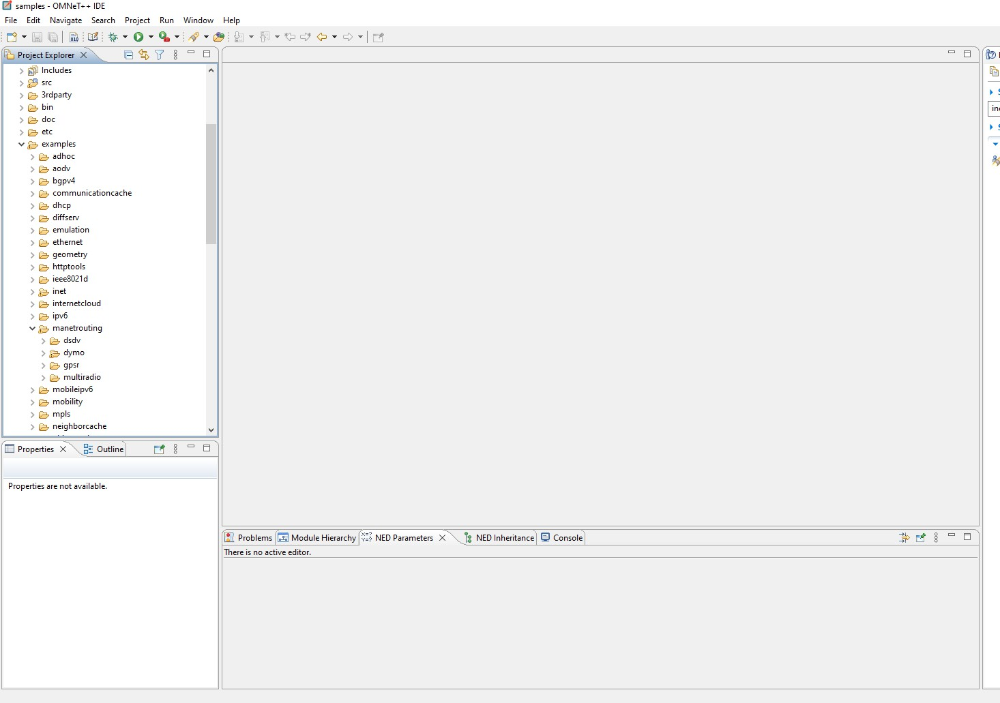 samples - OMNeT++ IDE
File Edit Navigate Search Project Run Window Help
Project Explorer
Includes
src
3rdparty
bin
doc
etc
examples
adhoc
aodv
bgpv4
communicationcache
dhcp
diffserv
emulation
ethernet
geometry
httptools
ieee8021d
inet
internetcloud
ipv6
manetrouting
dsdv
dymo
gpsr
multiradio
mobileipv6
mobility
mpls
neighborcache
Properties Outline
Properties are not available.
Problems Module Hierarchy NED Parameters NED Inheritance Console
There is no active editor.